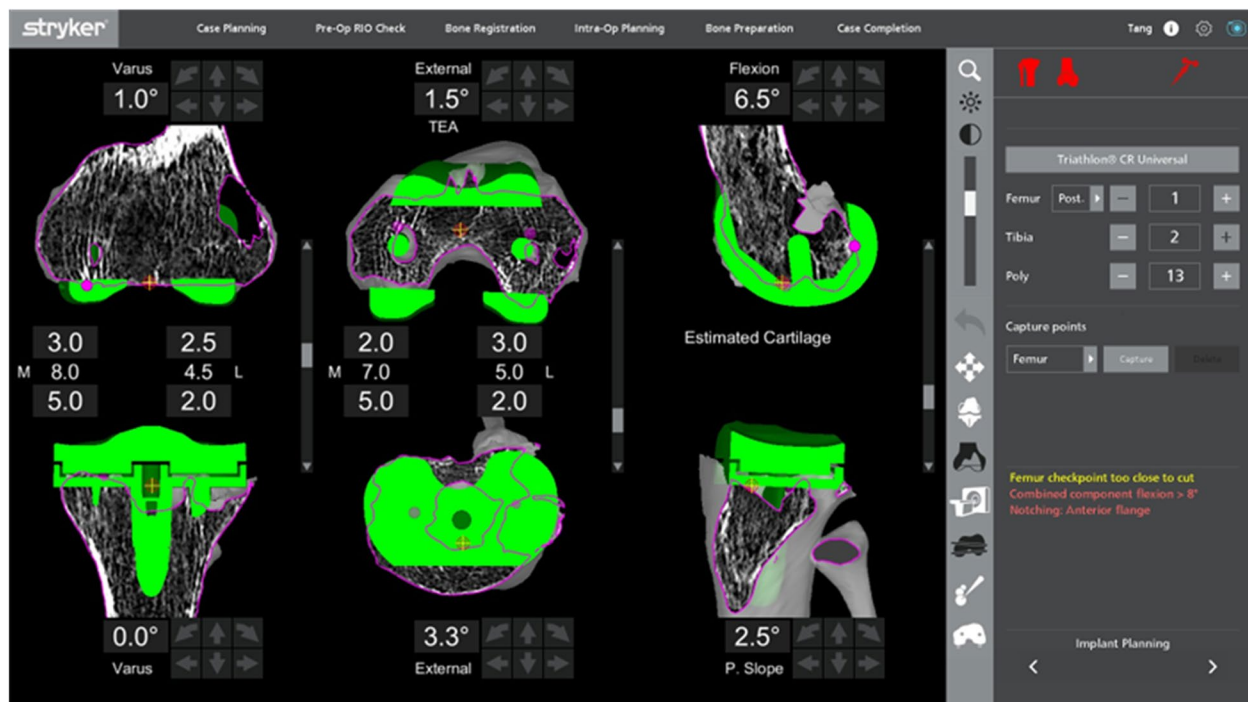 stryker
Case Planning
Pre-Op RIO Check
Bone Registration
Intra-Op Planning
Bone Preparation
Case Completion
Tang
Varus
1.0°
External
1.5°
TEA
Flexion
6.5°
Triathlon® CR Universal
Femur Post. − 1 +
Tibia − 2 +
Poly − 13 +
Estimated Cartilage
Capture points
Femur Capture Delete
3.0 2.5
M 8.0 4.5 L
5.0 2.0
2.0 3.0
M 7.0 5.0 L
5.0 2.0
Femur checkpoint too close to cut
Combined component flexion > 8°
Notching: Anterior flange
0.0°
Varus
3.3°
External
2.5°
P. Slope
Implant Planning